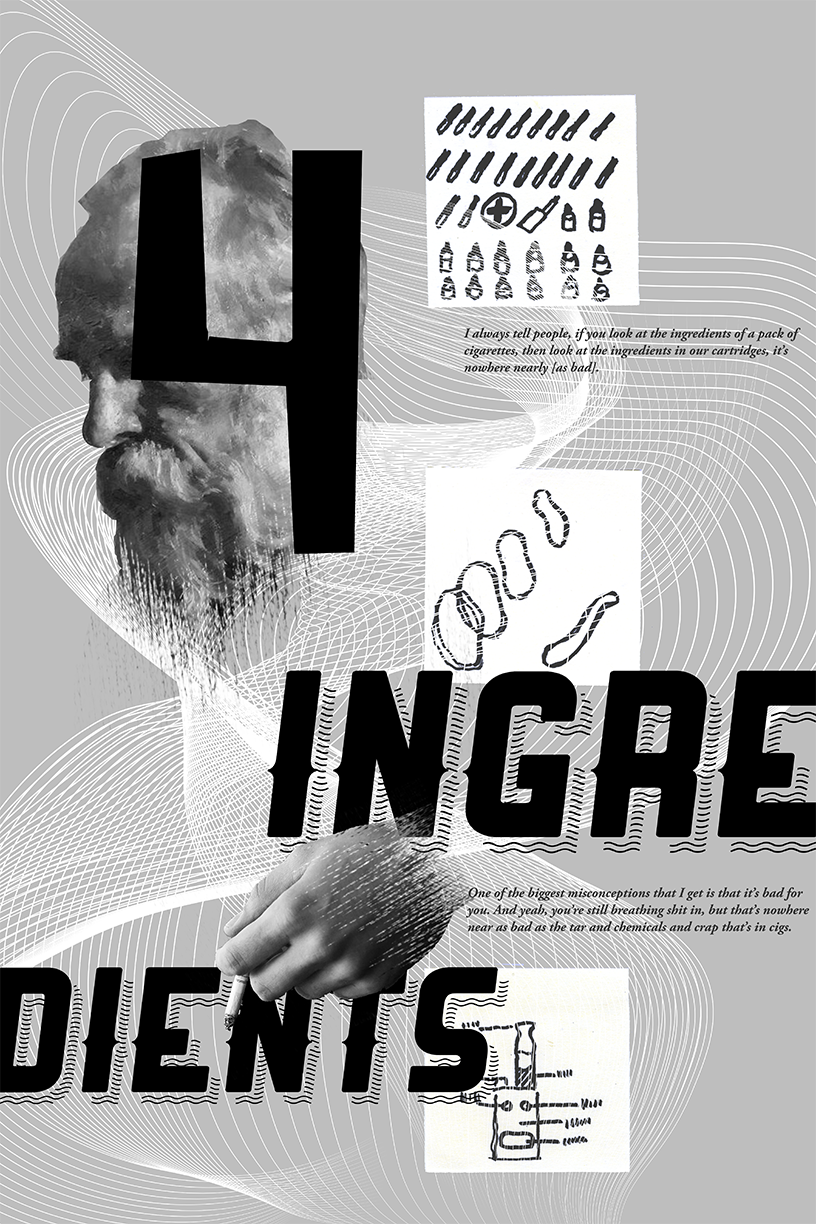 4
I always tell people, if you look at the ingredients of a pack of
cigarettes, then look at the ingredients in our cartridges, it's
nowhere nearly [as bad].
INGRE
One of the biggest misconceptions that I get is that it's bad for
you. And yeah, you're still breathing shit in, but that's nowhere
near as bad as the tar and chemicals and crap that's in cigs.
DIENTS